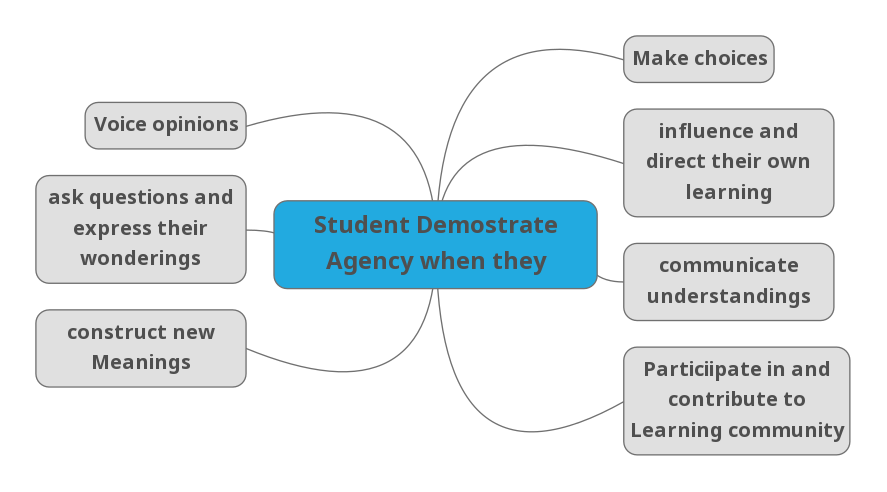 Make choices
Voice opinions
influence and
direct their own
learning
ask questions and
express their
wonderings
Student Demostrate
Agency when they
communicate
understandings
construct new
Meanings
Particiipate in and
contribute to
Learning community